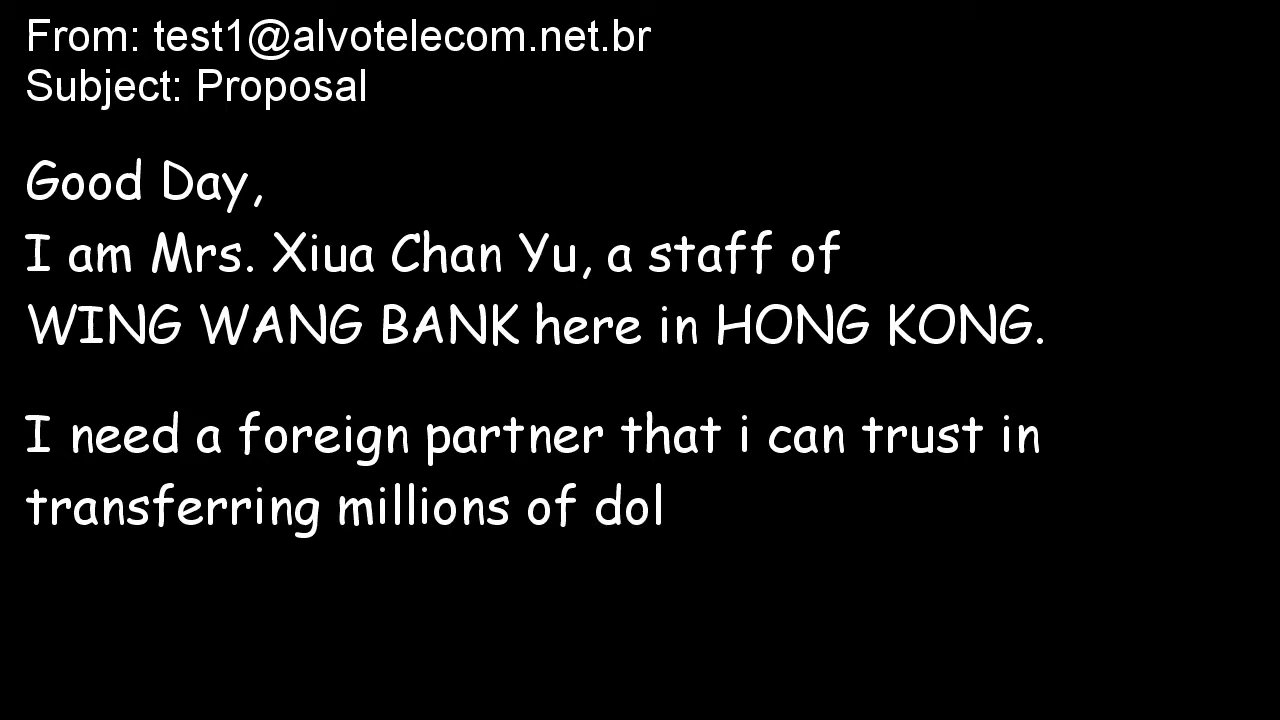 From: test1@alvotelecom.net.br
Subject: Proposal
Good Day,
I am Mrs. Xiua Chan Yu, a staff of
WING WANG BANK here in HONG KONG.
I need a foreign partner that i can trust in
transferring millions of dol